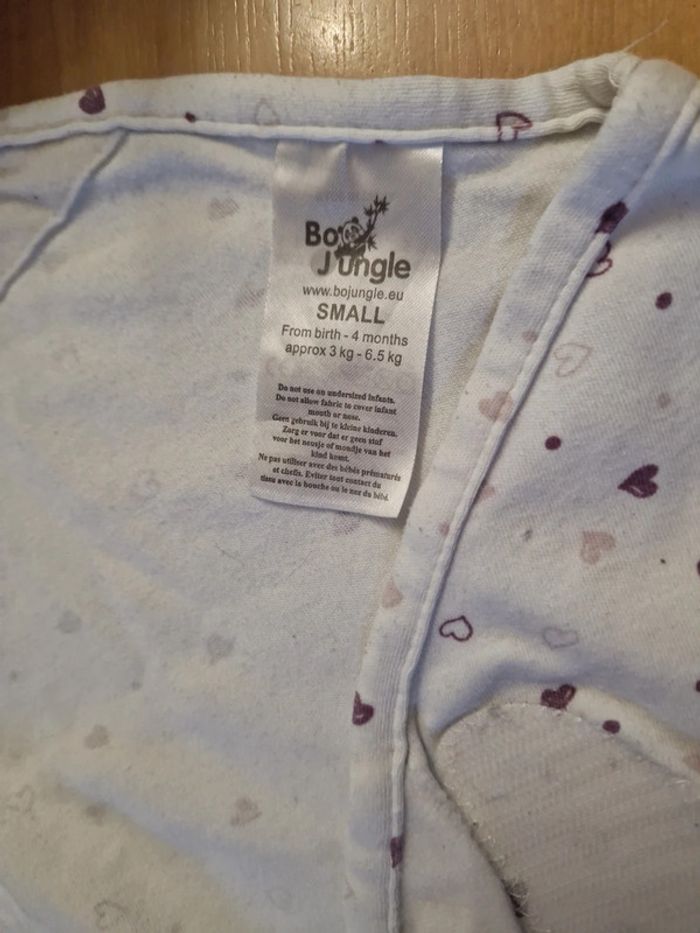 Bo
Jungle
www.bojungle.eu
SMALL
From birth - 4 months
approx 3 kg - 6.5 kg
Do not use on undersized infants.
Do not allow fabric to cover infant
mouth or nose.
Geen gebruik bij te kleine kinderen.
Zorg er voor dat er geen stof
voor het neusje of mondje van het
kind komt.
Ne pas utiliser avec des bébés prématurés
et chefis. Eviter tout contact du
tissu avec la bouche ou le nez du bébé.